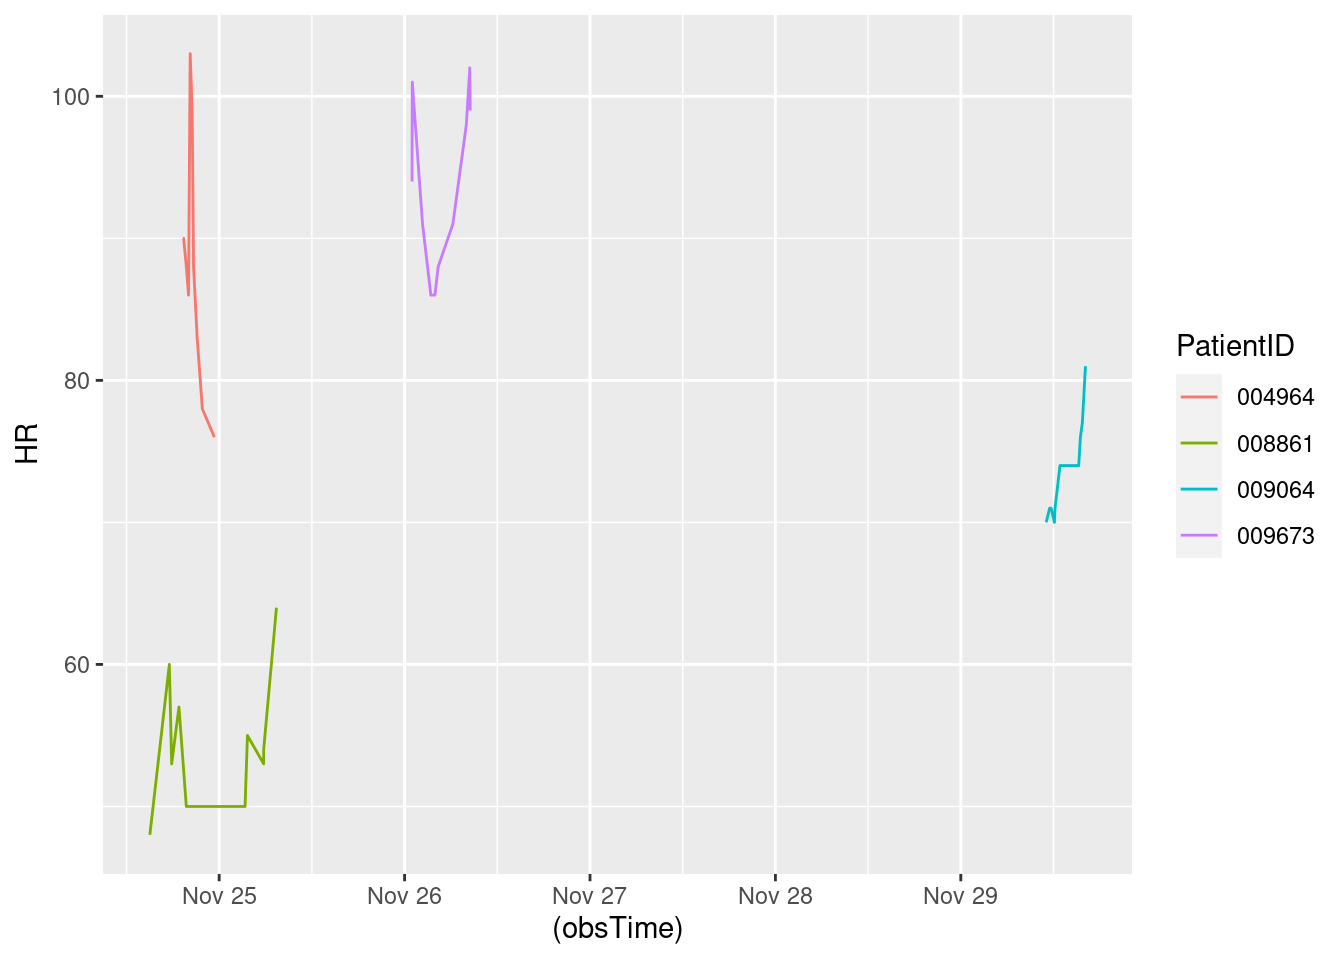 100
80
60
HR
Nov 25
Nov 26
Nov 27
Nov 28
Nov 29
(obsTime)
PatientID
004964
008861
009064
009673